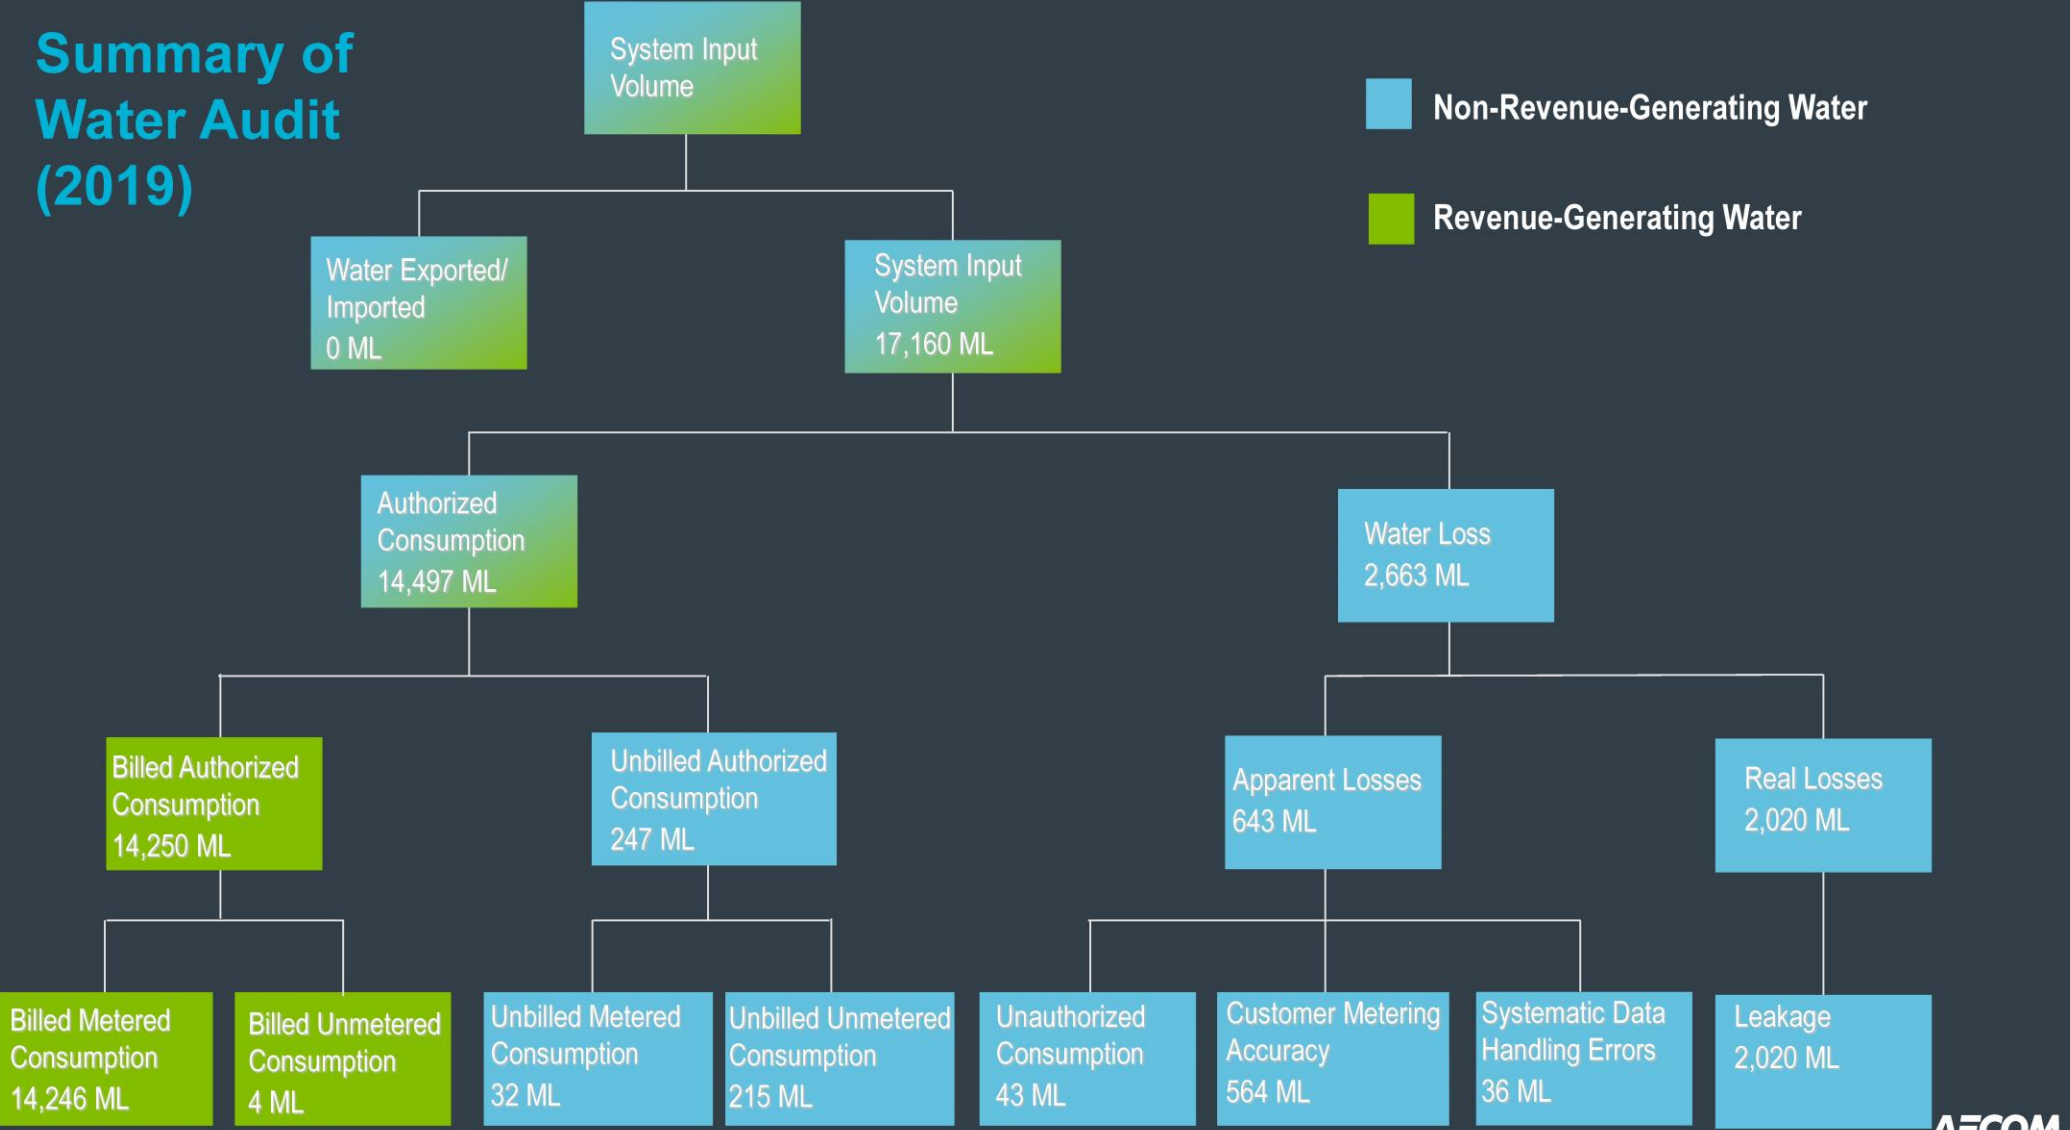 Summary of
Water Audit
(2019)
System Input
Volume
Non-Revenue-Generating Water
Revenue-Generating Water
Water Exported/
Imported
0 ML
System Input
Volume
17,160 ML
Authorized
Consumption
14,497 ML
Water Loss
2,663 ML
Billed Authorized
Consumption
14,250 ML
Unbilled Authorized
Consumption
247 ML
Apparent Losses
643 ML
Real Losses
2,020 ML
Billed Metered
Consumption
14,246 ML
Billed Unmetered
Consumption
4 ML
Unbilled Metered
Consumption
32 ML
Unbilled Unmetered
Consumption
215 ML
Unauthorized
Consumption
43 ML
Customer Metering
Accuracy
564 ML
Systematic Data
Handling Errors
36 ML
Leakage
2,020 ML
AECOM